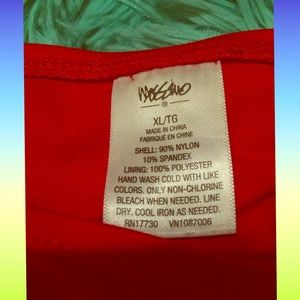 Mossimo
®
XL/TG
MADE IN CHINA
FABRIQUÉ EN CHINE
SHELL: 90% NYLON
10% SPANDEX
LINING: 100% POLYESTER
HAND WASH COLD WITH LIKE
COLORS. ONLY NON-CHLORINE
BLEACH WHEN NEEDED. LINE
DRY. COOL IRON AS NEEDED.
RN17730 VN1087006